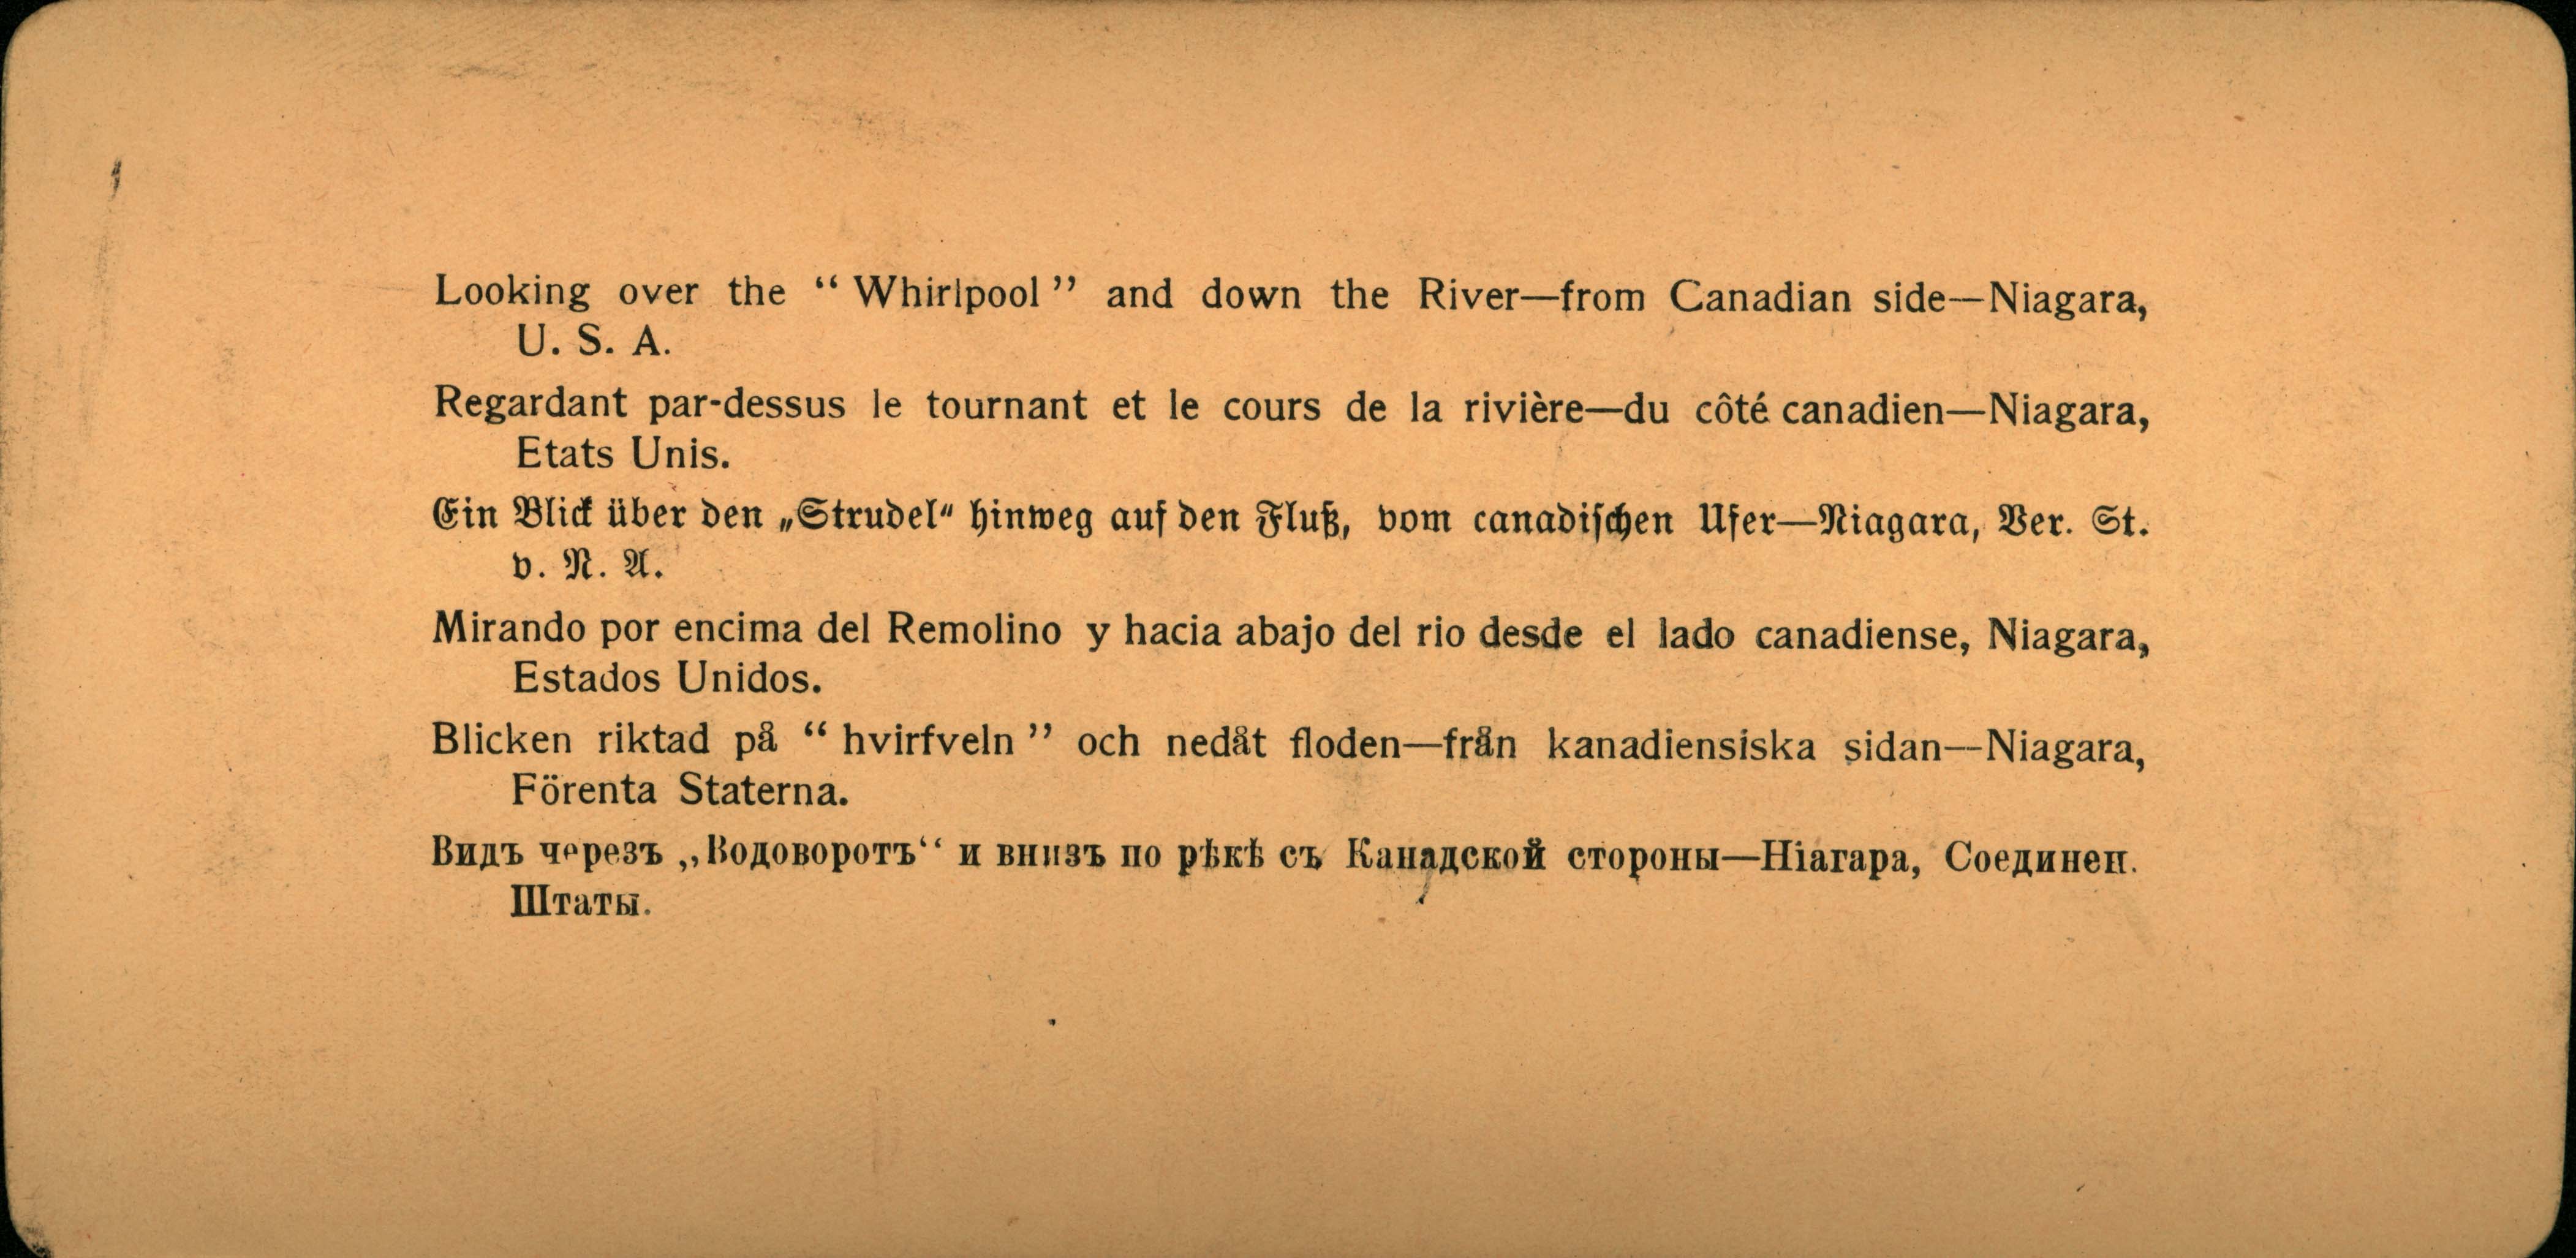 Looking over the “ Whirlpool ” and down the River—from Canadian side—Niagara,
U. S. A.
Regardant par-dessus le tournant et le cours de la rivière—du côté canadien—Niagara,
Etats Unis.
Ein Blick über den „Strudel“ hinweg auf den Fluß, vom canadischen Ufer—Niagara, Ver. St.
v. N. A.
Mirando por encima del Remolino y hacia abajo del rio desde el lado canadiense, Niagara,
Estados Unidos.
Blicken riktad på “ hvirfveln ” och nedåt floden—från kanadiensiska sidan—Niagara,
Förenta Staterna.
Видъ черезъ „Водоворотъ“ и внизъ по рѣкѣ съ Канадской стороны—Ніагара, Соединен.
Штаты.